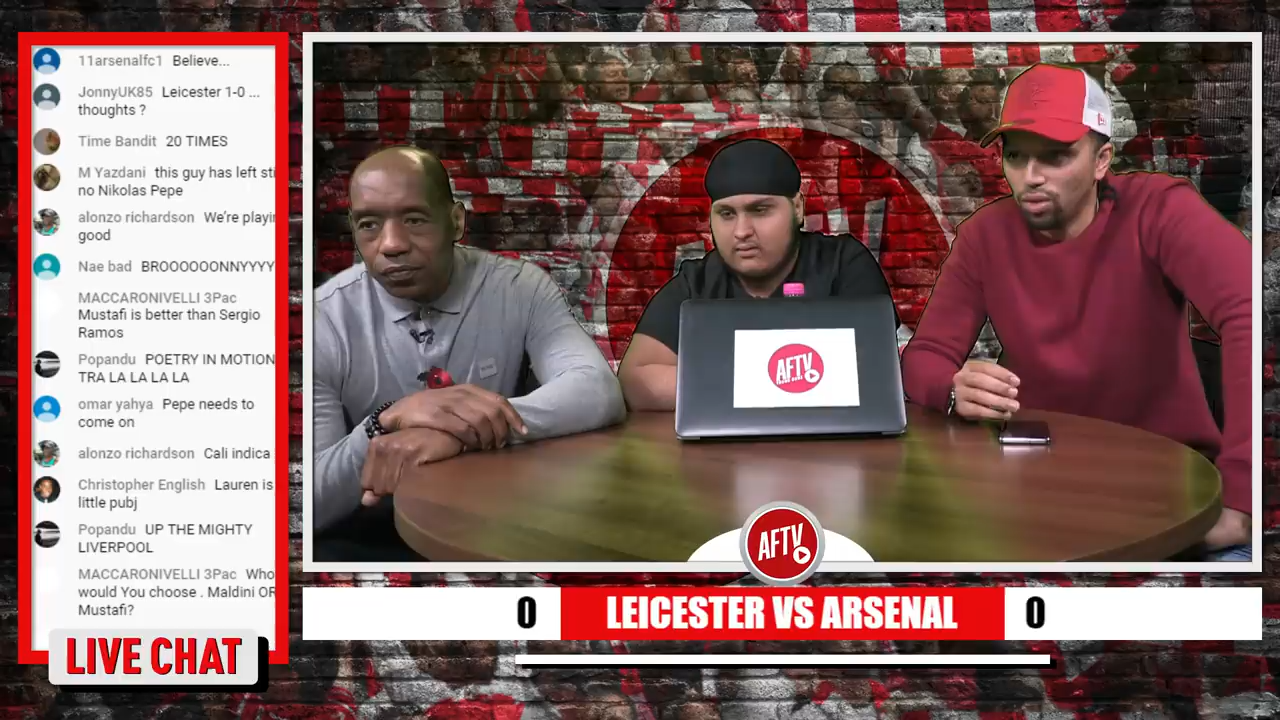 11arsenalfc1 Believe...
JonnyUK85 Leicester 1-0 ...
thoughts ?
Time Bandit 20 TIMES
M Yazdani this guy has left sti
no Nikolas Pepe
alonzo richardson We're playin
good
Nae bad BROOOOOONNYYYY
MACCARONIVELLI 3Pac
Mustafi is better than Sergio
Ramos
Popandu POETRY IN MOTION
TRA LA LA LA LA
omar yahya Pepe needs to
come on
alonzo richardson Cali indica
Christopher English Lauren is
little pubj
Popandu UP THE MIGHTY
LIVERPOOL
MACCARONIVELLI 3Pac Who
would You choose . Maldini OR
Mustafi?
LIVE CHAT
AFTV
AFTV
0 LEICESTER VS ARSENAL 0